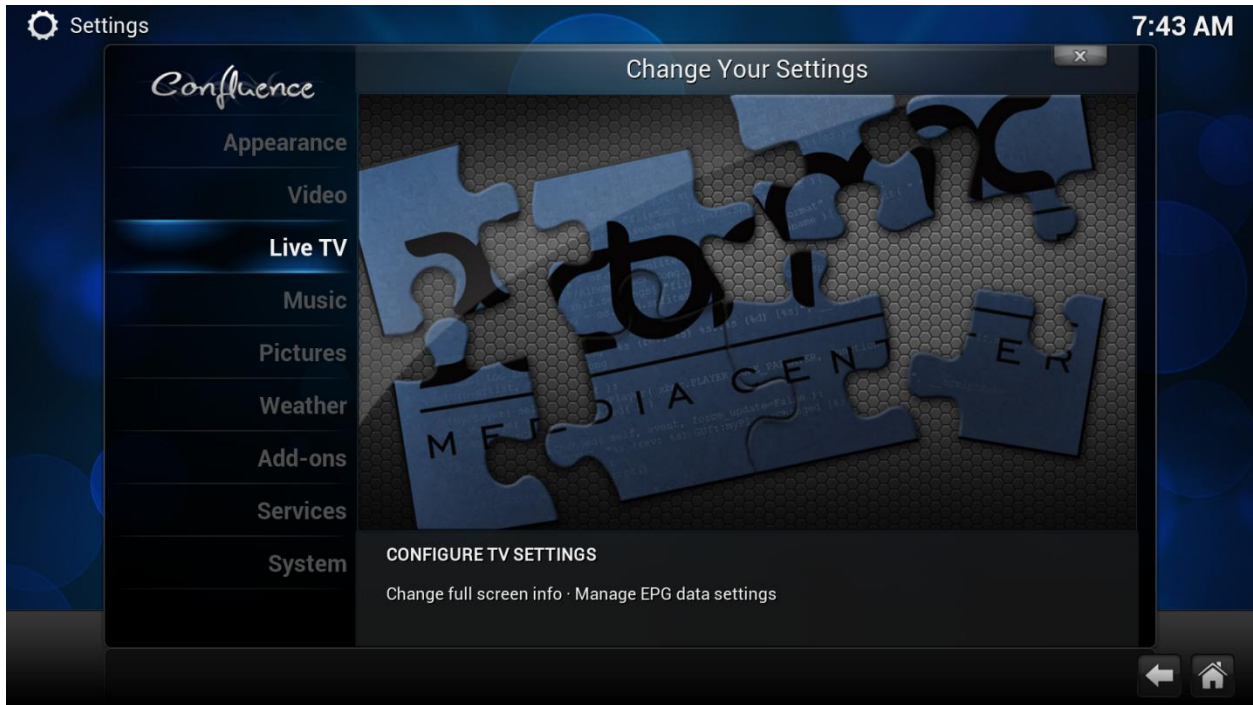 Settings
7:43 AM
Confluence
Change Your Settings
x
Appearance
Video
Live TV
Music
Pictures
Weather
Add-ons
Services
System
MEDIA CENTER
CONFIGURE TV SETTINGS
Change full screen info · Manage EPG data settings